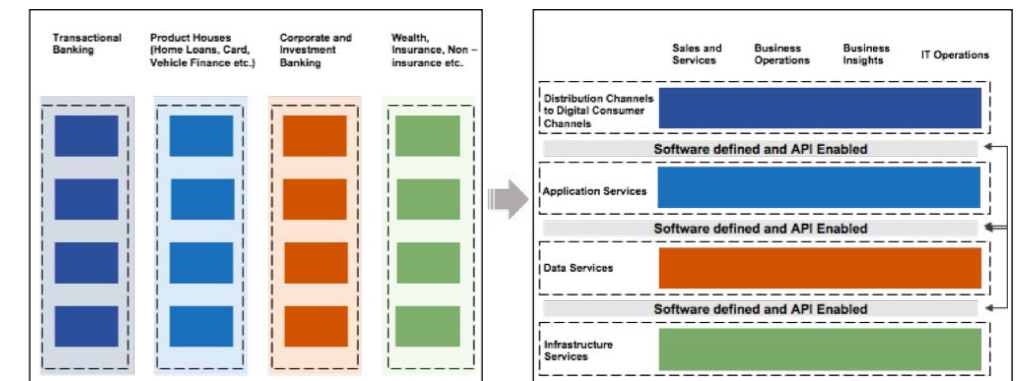 Transactional
Banking
Product Houses
(Home Loans, Card,
Vehicle Finance etc.)
Corporate and
Investment
Banking
Wealth,
Insurance, Non –
insurance etc.
Sales and
Services
Business
Operations
Business
Insights
IT Operations
Distribution Channels
to Digital Consumer
Channels
Software defined and API Enabled
Application Services
Software defined and API Enabled
Data Services
Software defined and API Enabled
Infrastructure
Services